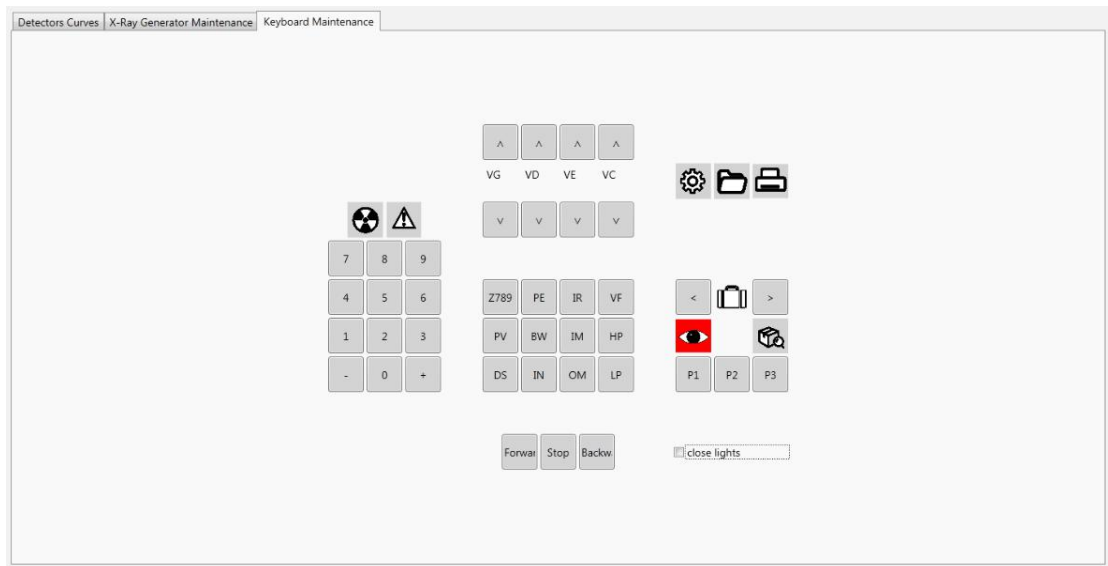 Detectors Curves X-Ray Generator Maintenance Keyboard Maintenance
^ ^ ^ ^
VG VD VE VC
v v v v
7 8 9
4 5 6 Z789 PE IR VF < >
1 2 3 PV BW IM HP
- 0 + DS IN OM LP P1 P2 P3
Forwar Stop Backw
close lights